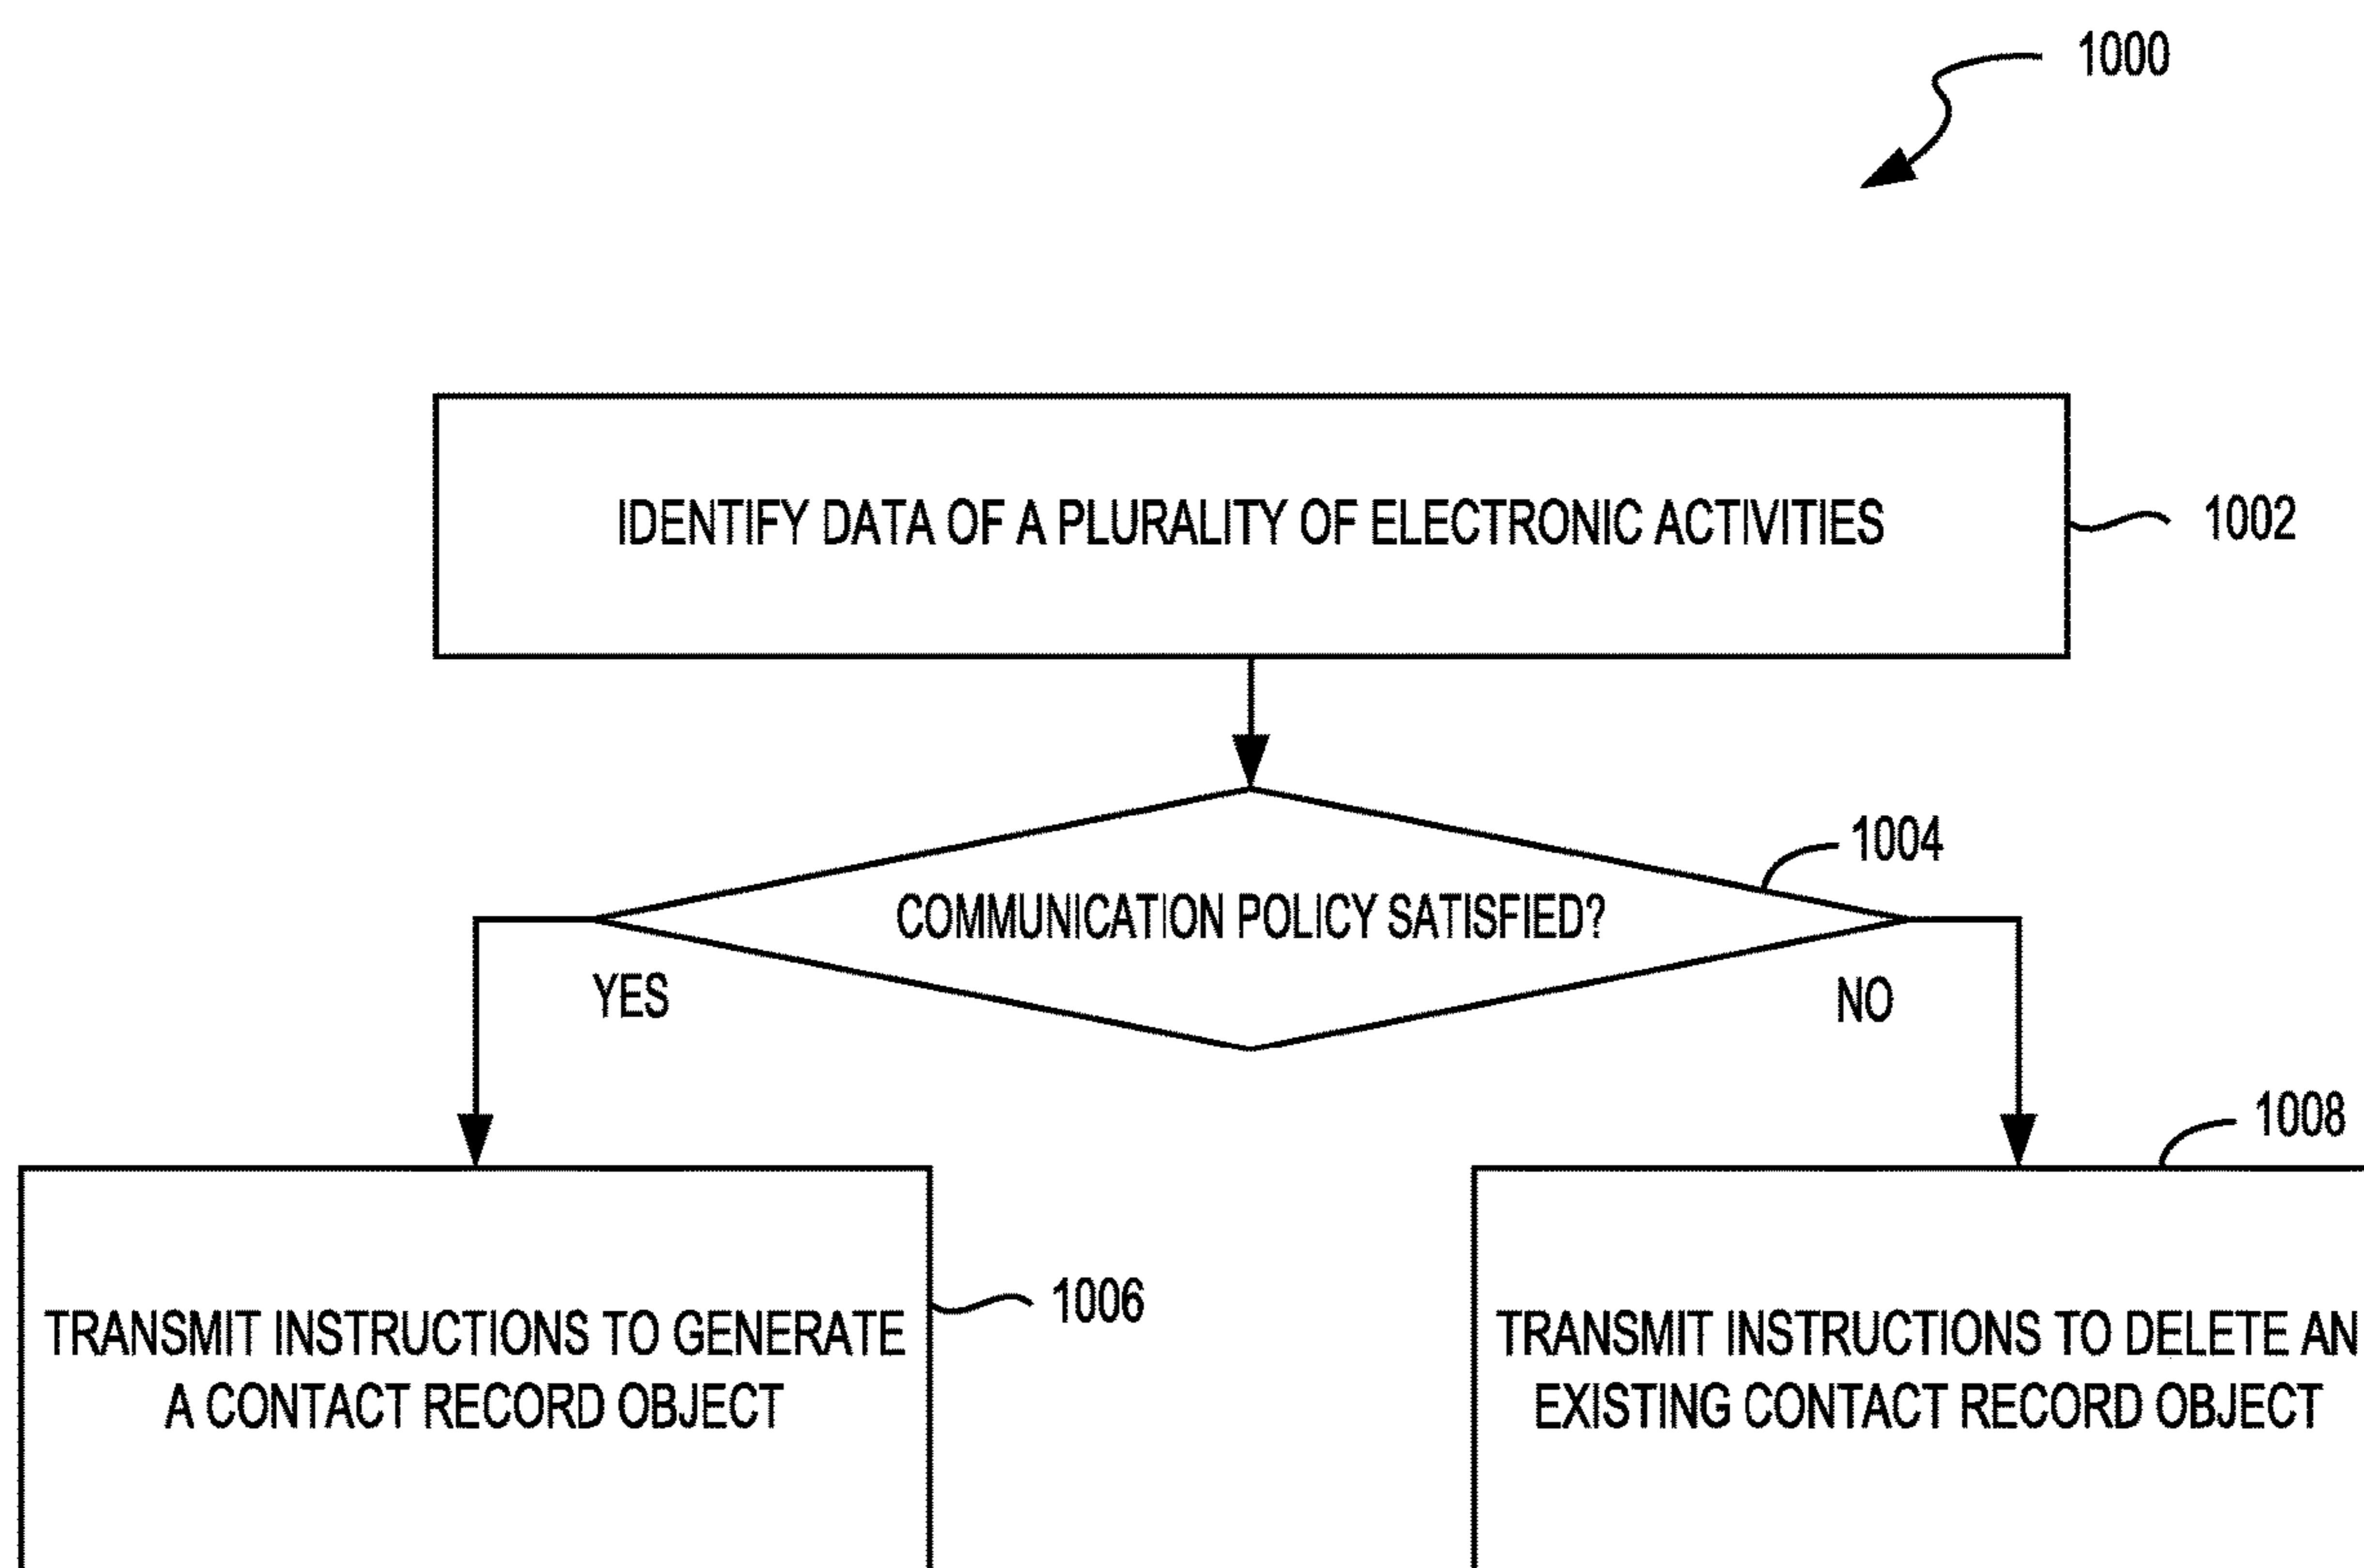 1000
IDENTIFY DATA OF A PLURALITY OF ELECTRONIC ACTIVITIES
1002
1004
COMMUNICATION POLICY SATISFIED?
YES
NO
1008
TRANSMIT INSTRUCTIONS TO GENERATE
A CONTACT RECORD OBJECT
1006
TRANSMIT INSTRUCTIONS TO DELETE AN
EXISTING CONTACT RECORD OBJECT